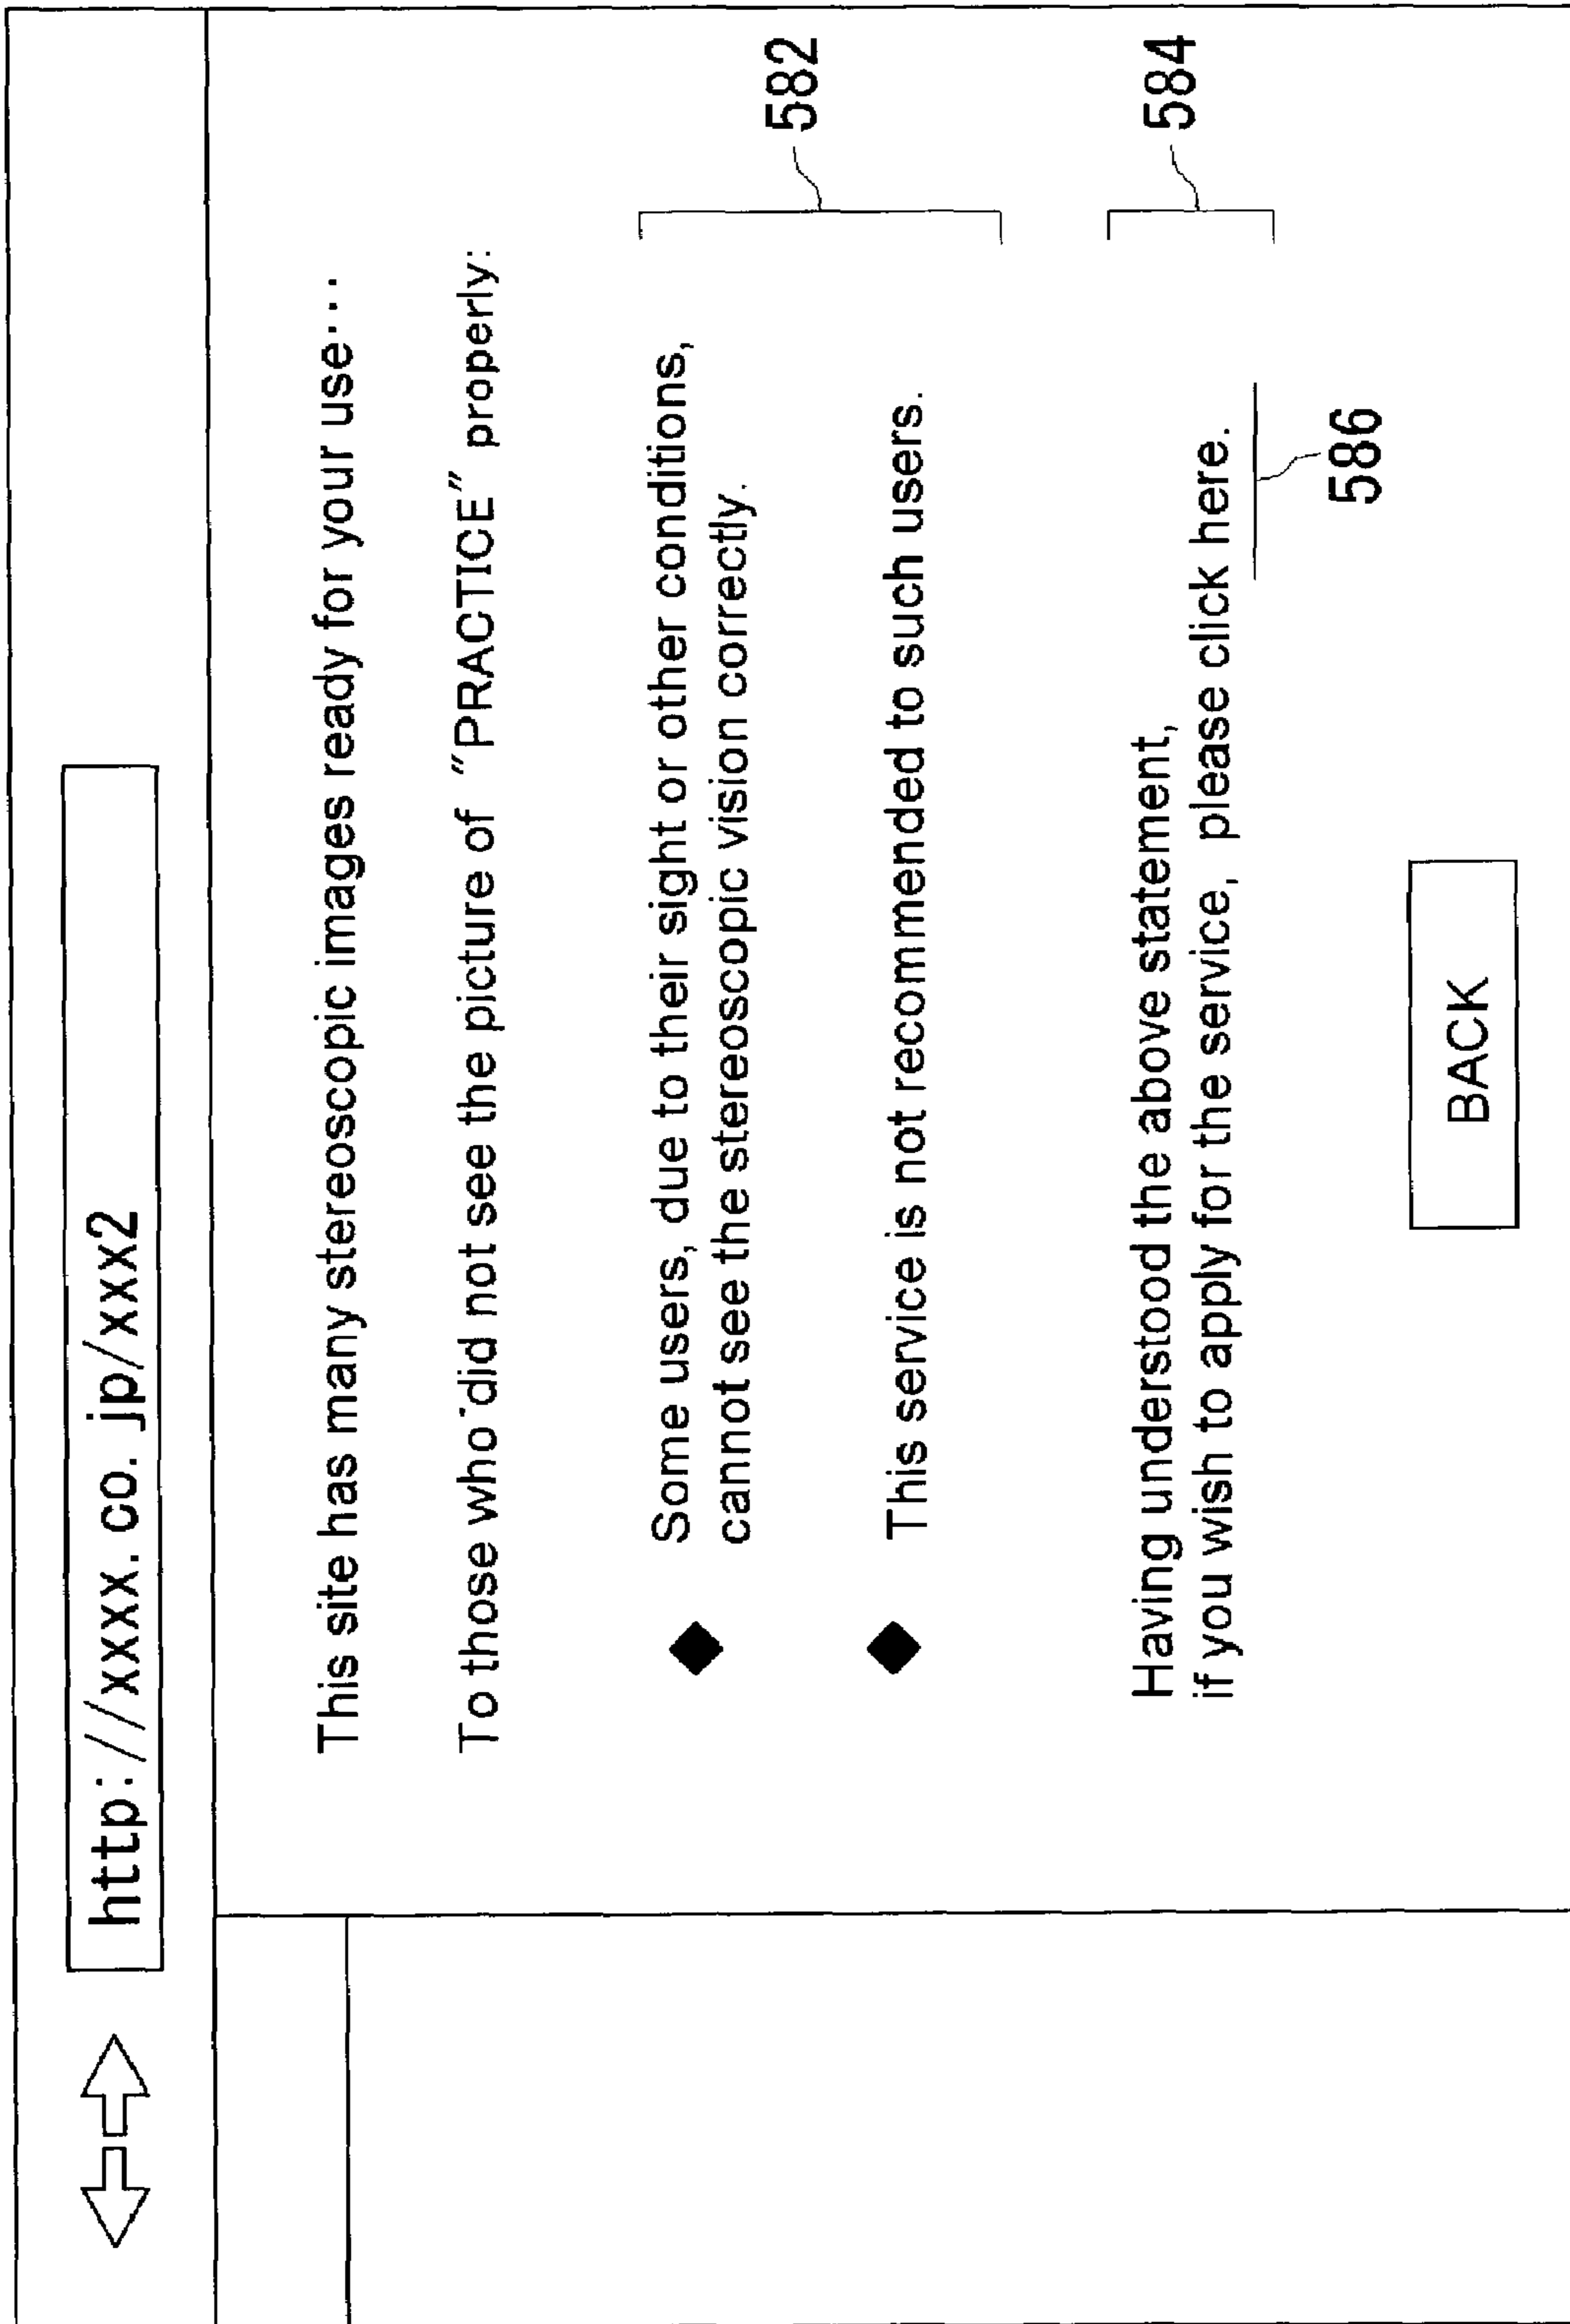 http://xxxx.co.jp/xxx2
This site has many stereoscopic images ready for your use···
To those who did not see the picture of "PRACTICE" properly:
◆ Some users, due to their sight or other conditions,
cannot see the stereoscopic vision correctly.
582
◆ This service is not recommended to such users.
Having understood the above statement,
584
if you wish to apply for the service, please click here.
586
BACK